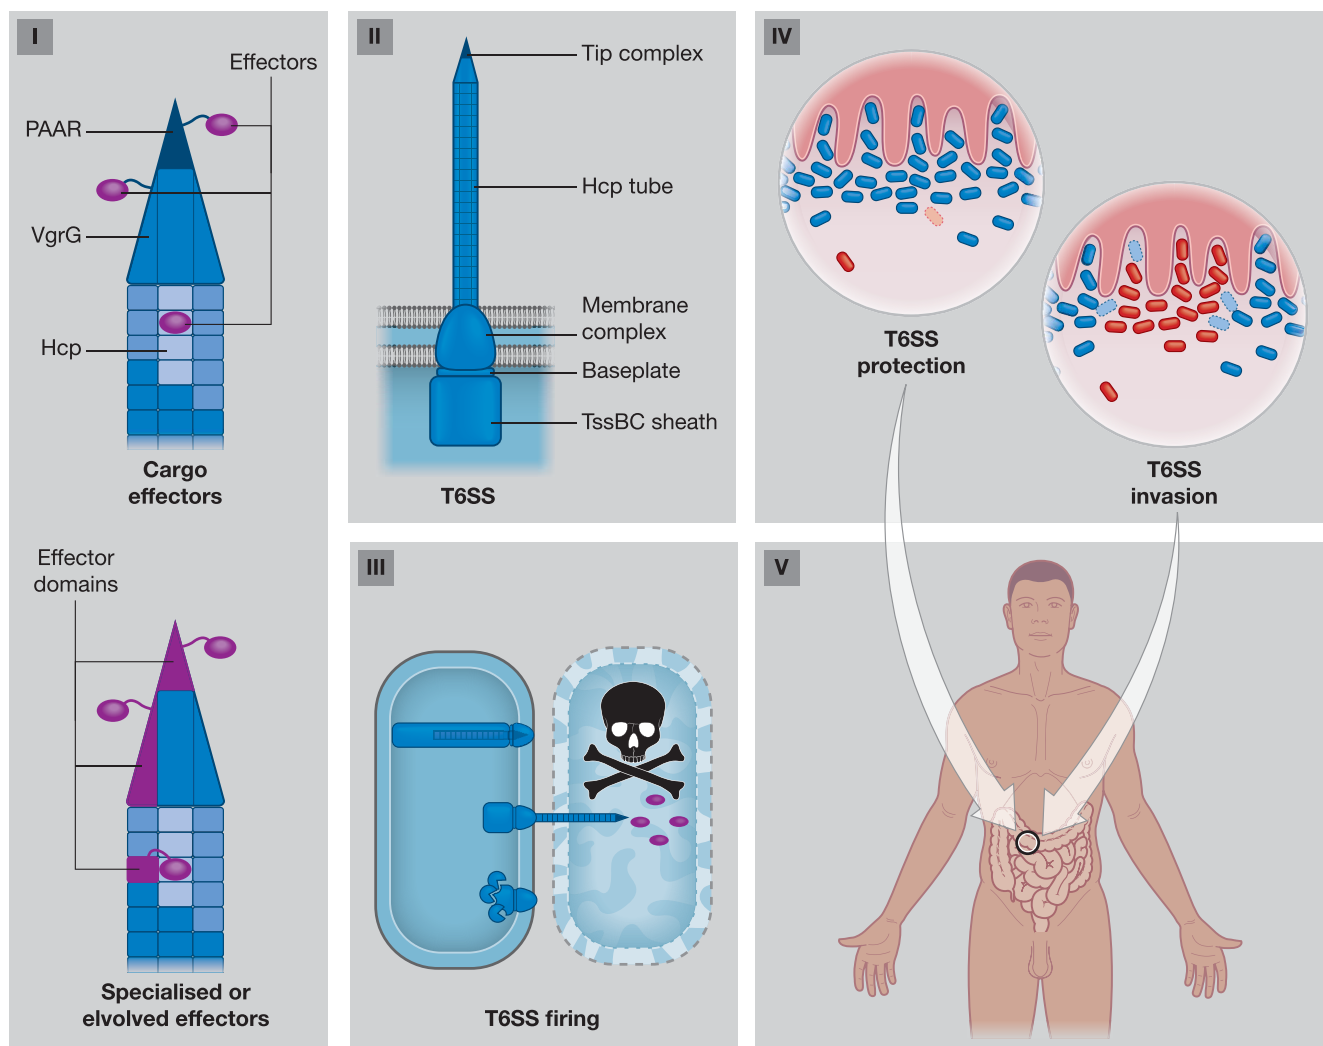 I
Effectors
PAAR
VgrG
Hcp
Cargo
effectors
Effector
domains
Specialised or
elvolved effectors
II
Tip complex
Hcp tube
Membrane
complex
Baseplate
TssBC sheath
T6SS
III
T6SS firing
IV
T6SS
protection
T6SS
invasion
V